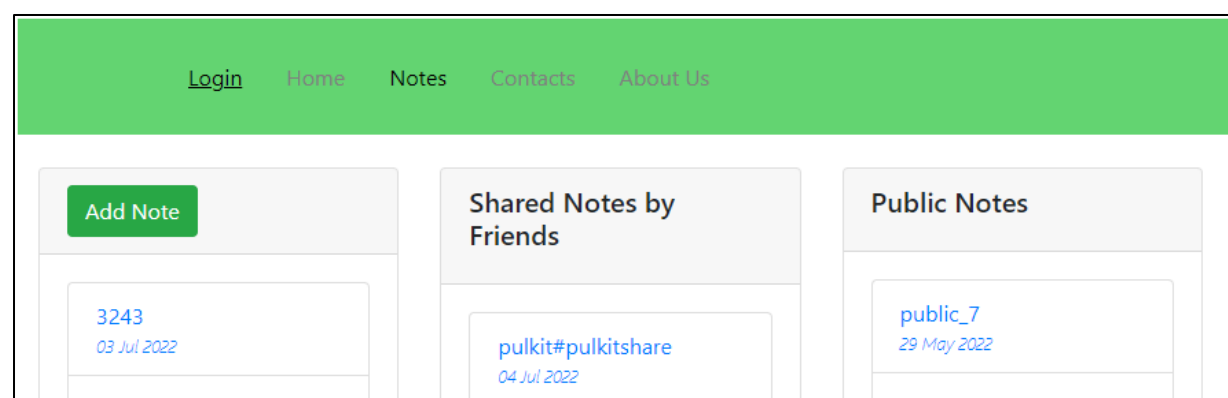 Login Home Notes Contacts About Us
Add Note
3243
03 Jul 2022
Shared Notes by
Friends
pulkit#pulkitshare
04 Jul 2022
Public Notes
public_7
29 May 2022